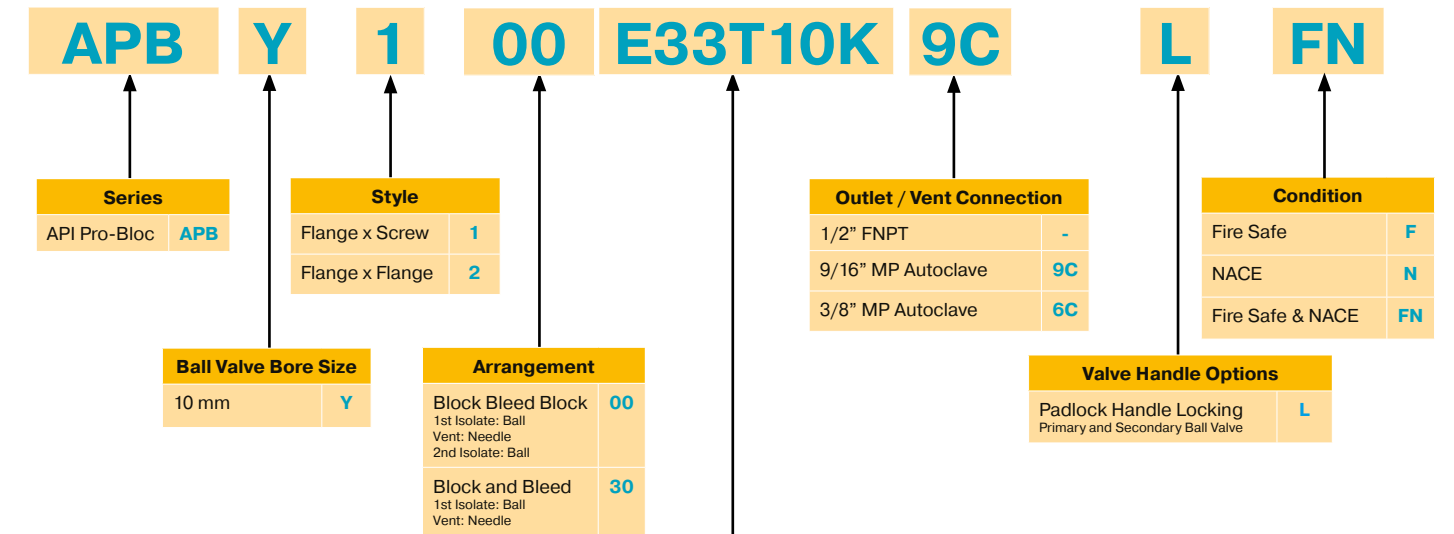 APB Y 1 00 E33T10K 9C L FN
Series
API Pro-Bloc APB
Style
Flange x Screw 1
Flange x Flange 2
Outlet / Vent Connection
1/2” FNPT -
9/16” MP Autoclave 9C
3/8” MP Autoclave 6C
Condition
Fire Safe F
NACE N
Fire Safe & NACE FN
Ball Valve Bore Size
10 mm Y
Arrangement
Block Bleed Block 00
1st Isolate: Ball
Vent: Needle
2nd Isolate: Ball
Block and Bleed 30
1st Isolate: Ball
Vent: Needle
Valve Handle Options
Padlock Handle Locking L
Primary and Secondary Ball Valve